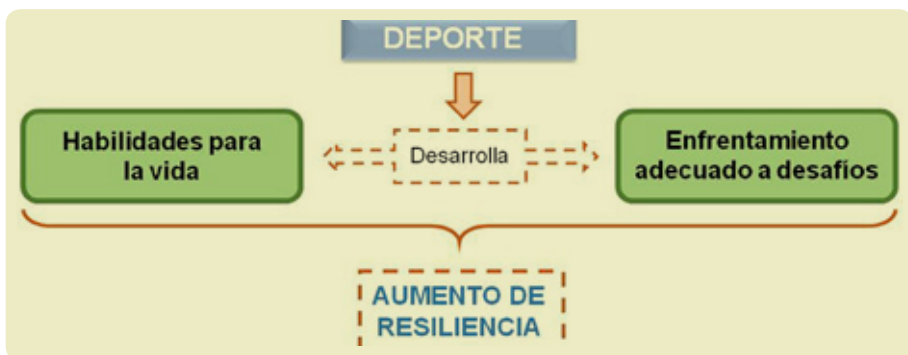 DEPORTE
Habilidades para
la vida
Desarrolla
Enfrentamiento
adecuado a desafíos
AUMENTO DE
RESILIENCIA